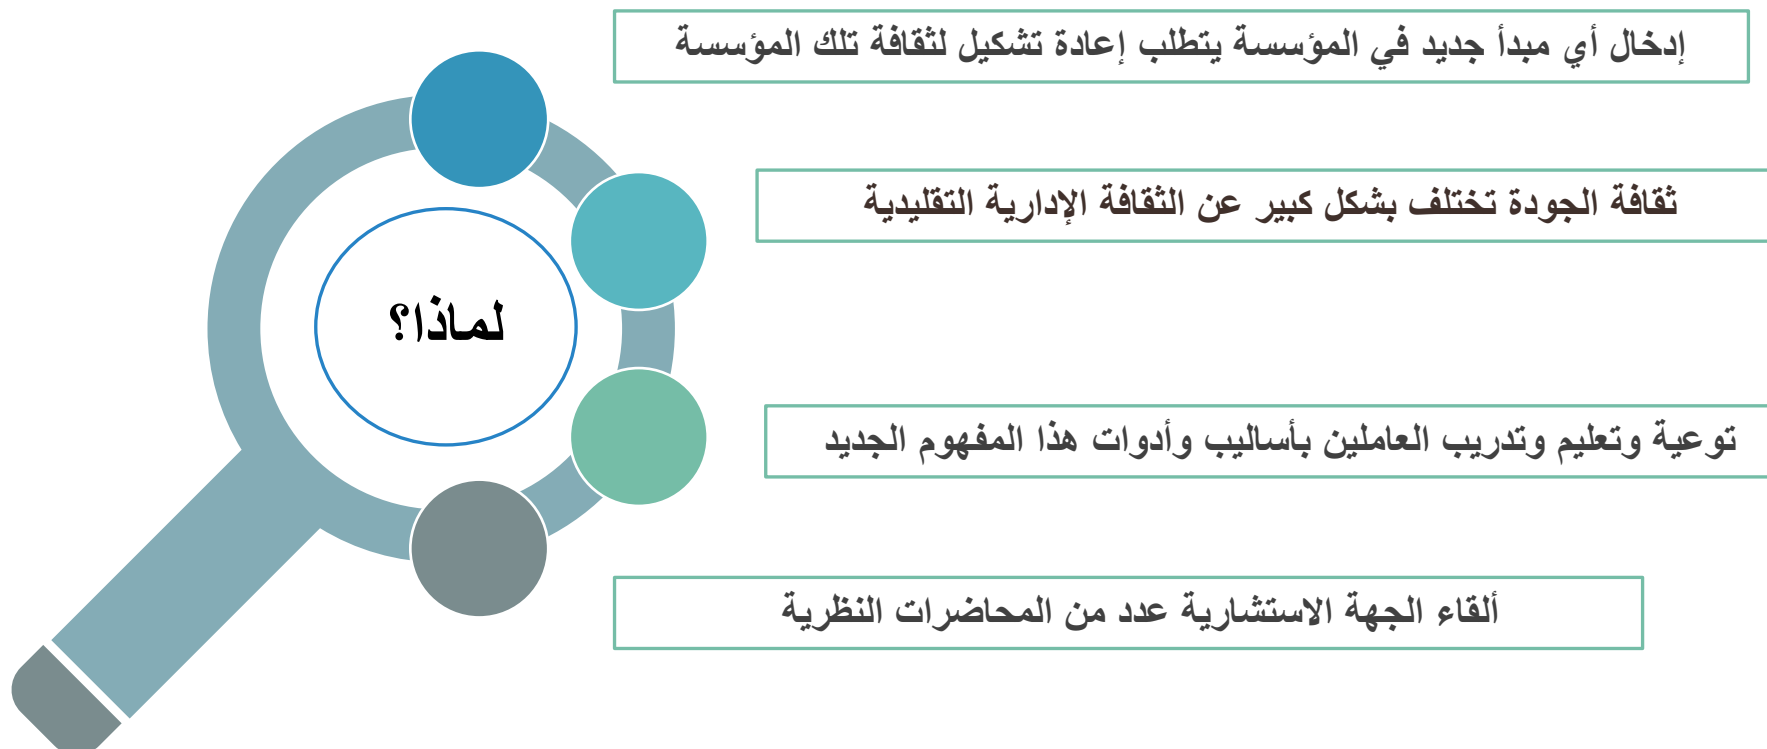 إدخال أي مبدأ جديد في المؤسسة يتطلب إعادة تشكيل لثقافة تلك المؤسسة
ثقافة الجودة تختلف بشكل كبير عن الثقافة الإدارية التقليدية
لماذا؟
توعية وتعليم وتدريب العاملين بأساليب وأدوات هذا المفهوم الجديد
ألقاء الجهة الاستشارية عدد من المحاضرات النظرية